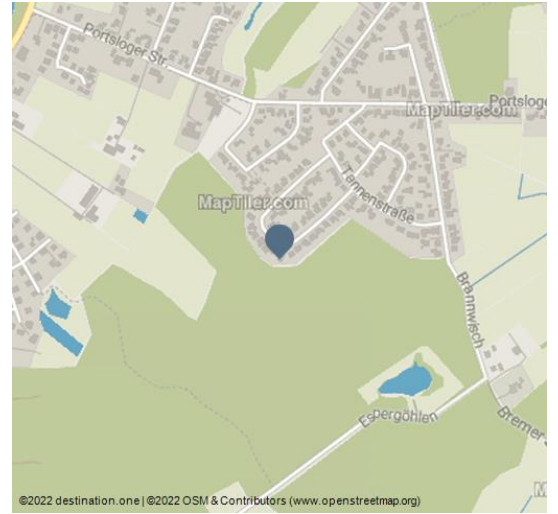 Portsloger Str.
Portsloger
MapTiler.com
MapTiler.com
Tannenstraße
Brannwisch
Espergöhlen
Bremer
M
©2022 destination.one | ©2022 OSM & Contributors (www.openstreetmap.org)